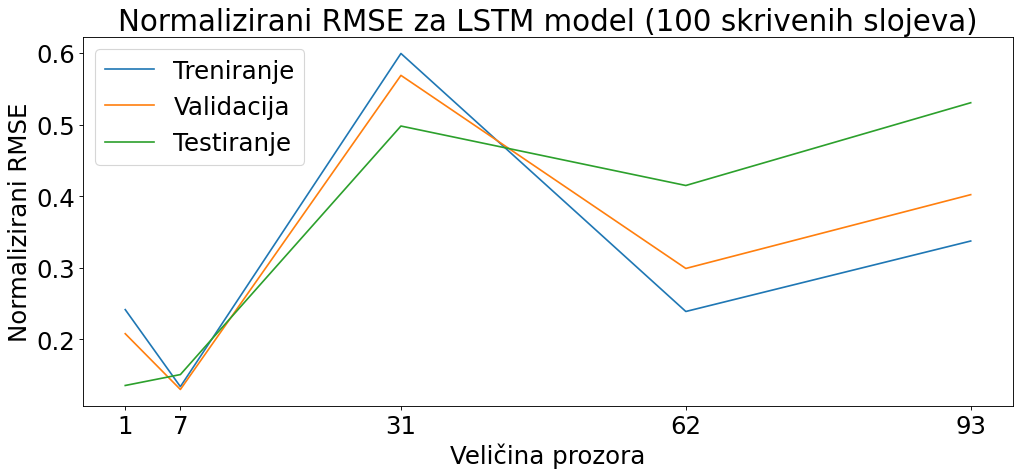 Normalizirani RMSE za LSTM model (100 skrivenih slojeva)
Normalizirani RMSE
0.6
0.5
0.4
0.3
0.2
Treniranje
Validacija
Testiranje
1 7 31 62 93
Veličina prozora